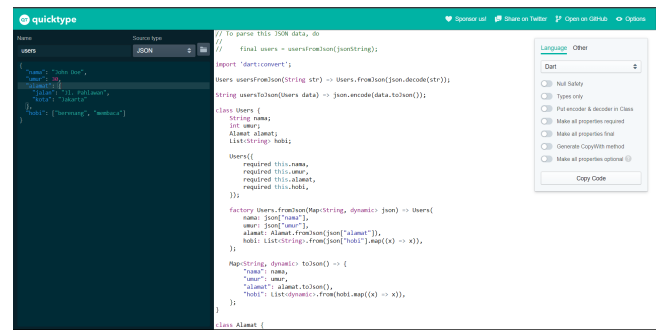 quicktype
Sponsor us!
Share on Twitter
Open on GitHub
Options
Name
Source type
users
JSON
{
"nama": "John Doe",
"umur": 30,
"alamat": {
"jalan": "Jl. Pahlawan",
"kota": "Jakarta"
},
"hobi": ["berenang", "membaca"]
}
// To parse this JSON data, do
//
//     final users = usersFromJson(jsonString);
import 'dart:convert';
Users usersFromJson(String str) => Users.fromJson(json.decode(str));
String usersToJson(Users data) => json.encode(data.toJson());
class Users {
String nama;
int umur;
Alamat alamat;
List<String> hobi;
Users({
required this.nama,
required this.umur,
required this.alamat,
required this.hobi,
});
factory Users.fromJson(Map<String, dynamic> json) => Users(
nama: json["nama"],
umur: json["umur"],
alamat: Alamat.fromJson(json["alamat"]),
hobi: List<String>.from(json["hobi"].map((x) => x)),
);
Map<String, dynamic> toJson() => {
"nama": nama,
"umur": umur,
"alamat": alamat.toJson(),
"hobi": List<dynamic>.from(hobi.map((x) => x)),
};
}
class Alamat {
Language
Other
Dart
Null Safety
Types only
Put encoder & decoder in Class
Make all properties required
Make all properties final
Generate CopyWith method
Make all properties optional
Copy Code